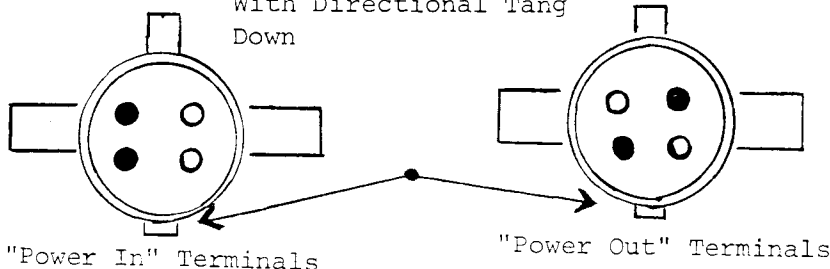 With Directional Tang
Down
"Power In" Terminals
"Power Out" Terminals